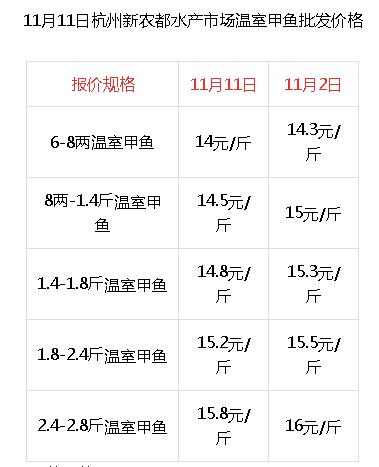 11月11日杭州新农都水产市场温室甲鱼批发价格
报价规格 11月11日 11月2日
6-8两温室甲鱼 14元/斤 14.3元/
斤
8两-1.4斤温室甲 14.5元/ 15元/斤
鱼 斤
1.4-1.8斤温室甲鱼 14.8元/ 15.3元/
斤 斤
1.8-2.4斤温室甲鱼 15.2元/ 15.5元/
斤 斤
2.4-2.8斤温室甲鱼 15.8元/ 16元/斤
斤